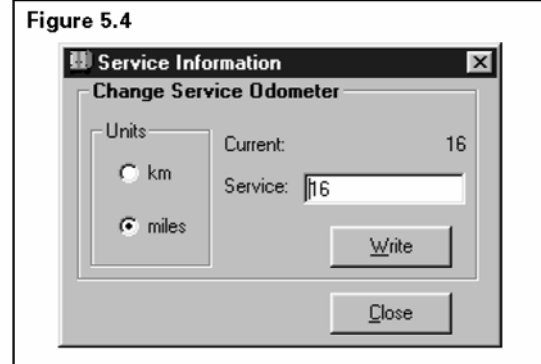 Figure 5.4
Service Information
Change Service Odometer
Units
km
miles
Current: 16
Service: 16
Write
Close